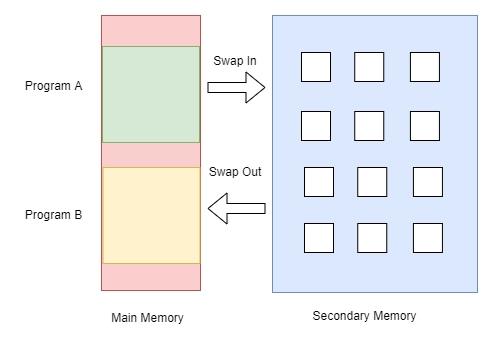 Swap In
Program A
Swap Out
Program B
Main Memory
Secondary Memory